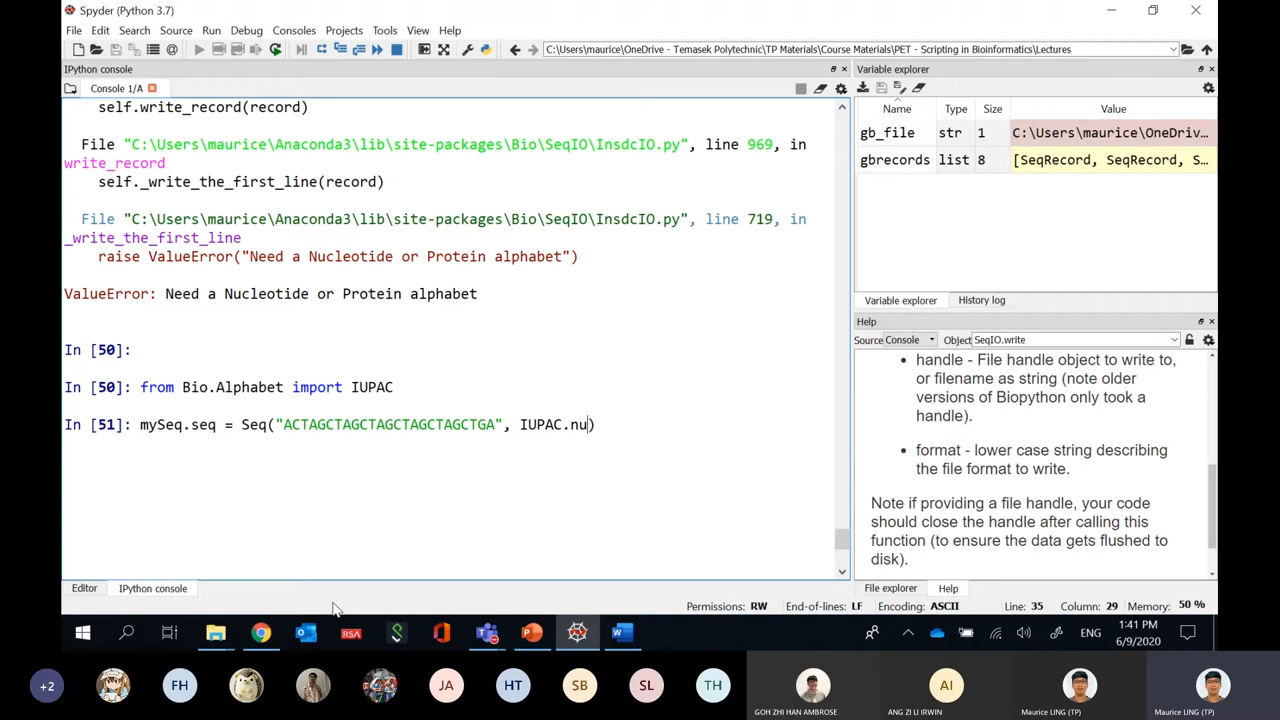 Spyder (Python 3.7)
File Edit Search Source Run Debug Consoles Projects Tools View Help
C:\Users\maurice\OneDrive - Temasek Polytechnic\TP Materials\Course Materials\PET - Scripting in Bioinformatics\Lectures
IPython console
Console 1/A
self.write_record(record)
File "C:\Users\maurice\Anaconda3\lib\site-packages\Bio\SeqIO\InsdcIO.py", line 969, in
write_record
self._write_the_first_line(record)
File "C:\Users\maurice\Anaconda3\lib\site-packages\Bio\SeqIO\InsdcIO.py", line 719, in
_write_the_first_line
raise ValueError("Need a Nucleotide or Protein alphabet")
ValueError: Need a Nucleotide or Protein alphabet
In [50]:
In [50]: from Bio.Alphabet import IUPAC
In [51]: mySeq.seq = Seq("ACTAGCTAGCTAGCTAGCTAGCTGA", IUPAC.nu)
Editor IPython console
Variable explorer
Name Type Size Value
gb_file str 1 C:\Users\maurice\OneDriv...
gbrecords list 8 [SeqRecord, SeqRecord, S...
Variable explorer History log
Help
Source Console Object SeqIO.write
• handle - File handle object to write to,
or filename as string (note older
versions of Biopython only took a
handle).
• format - lower case string describing
the file format to write.
Note if providing a file handle, your code
should close the handle after calling this
function (to ensure the data gets flushed to
disk).
File explorer Help
Permissions: RW End-of-lines: LF Encoding: ASCII Line: 35 Column: 29 Memory: 50 %
RSA
ENG
1:41 PM
6/9/2020
+2 FH JA HT SB SL TH AI
GOH ZHI HAN AMBROSE ANG ZI LI IRWIN Maurice LING (TP) Maurice LING (TP)